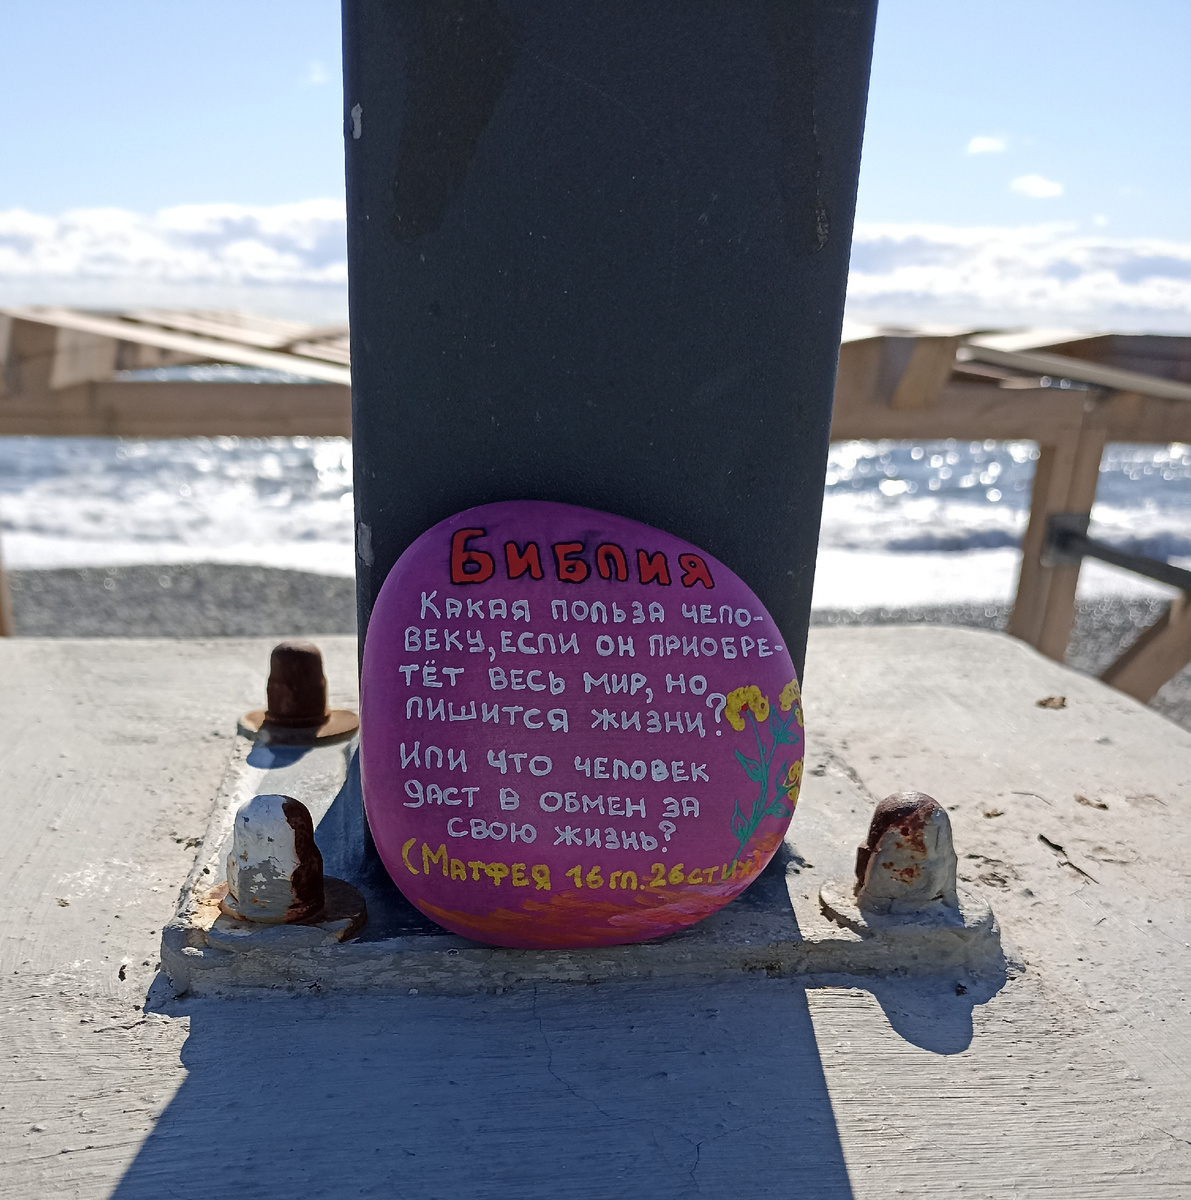 Библия
Какая польза чело-
веку, если он приобре-
тёт весь мир, но
лишится жизни?
Или что человек
даст в обмен за
свою жизнь?
(Матфея 16 гл. 26 стих)